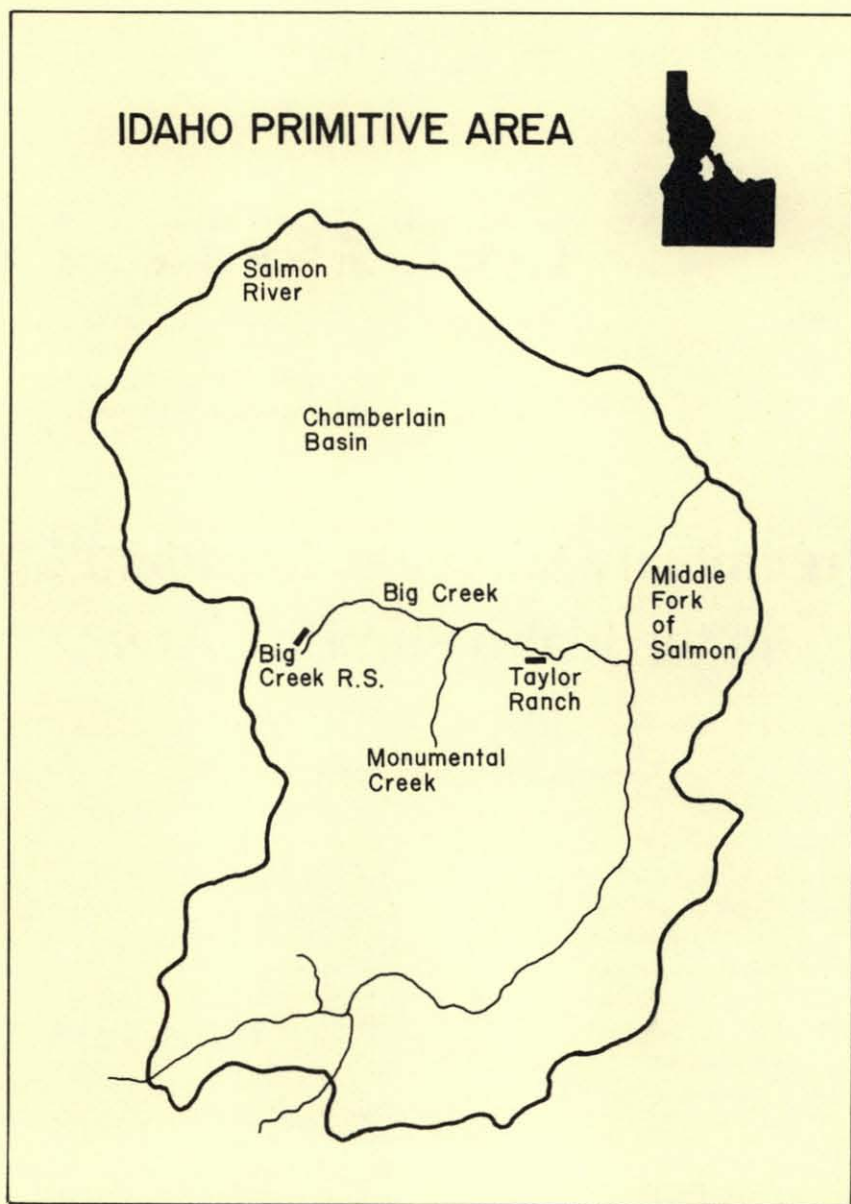 IDAHO PRIMITIVE AREA
Salmon
River
Chamberlain
Basin
Big Creek
Middle
Fork
of
Salmon
Big
Creek R.S.
Taylor
Ranch
Monumental
Creek